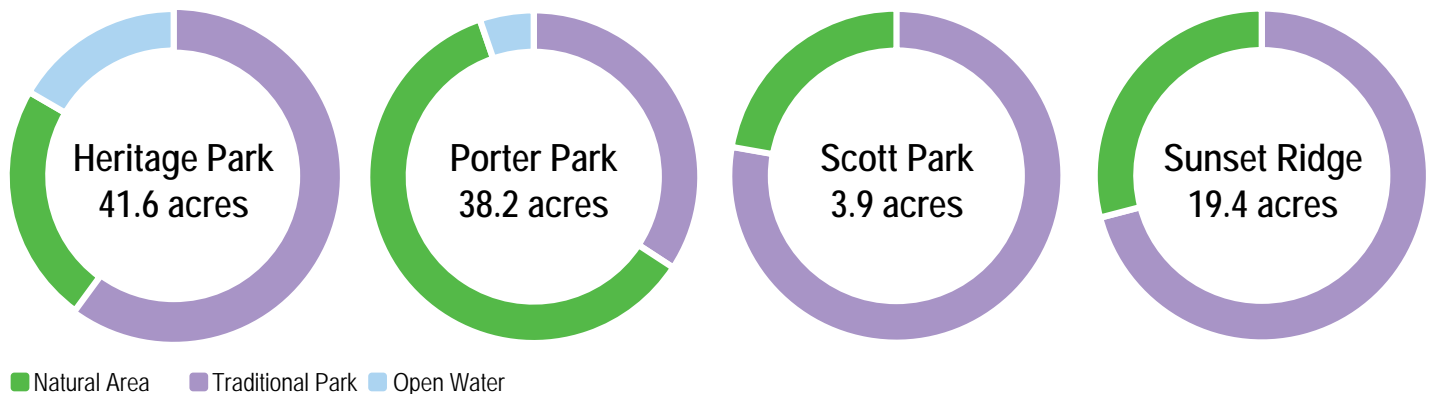 Heritage Park
41.6 acres
Porter Park
38.2 acres
Scott Park
3.9 acres
Sunset Ridge
19.4 acres
Natural Area
Traditional Park
Open Water